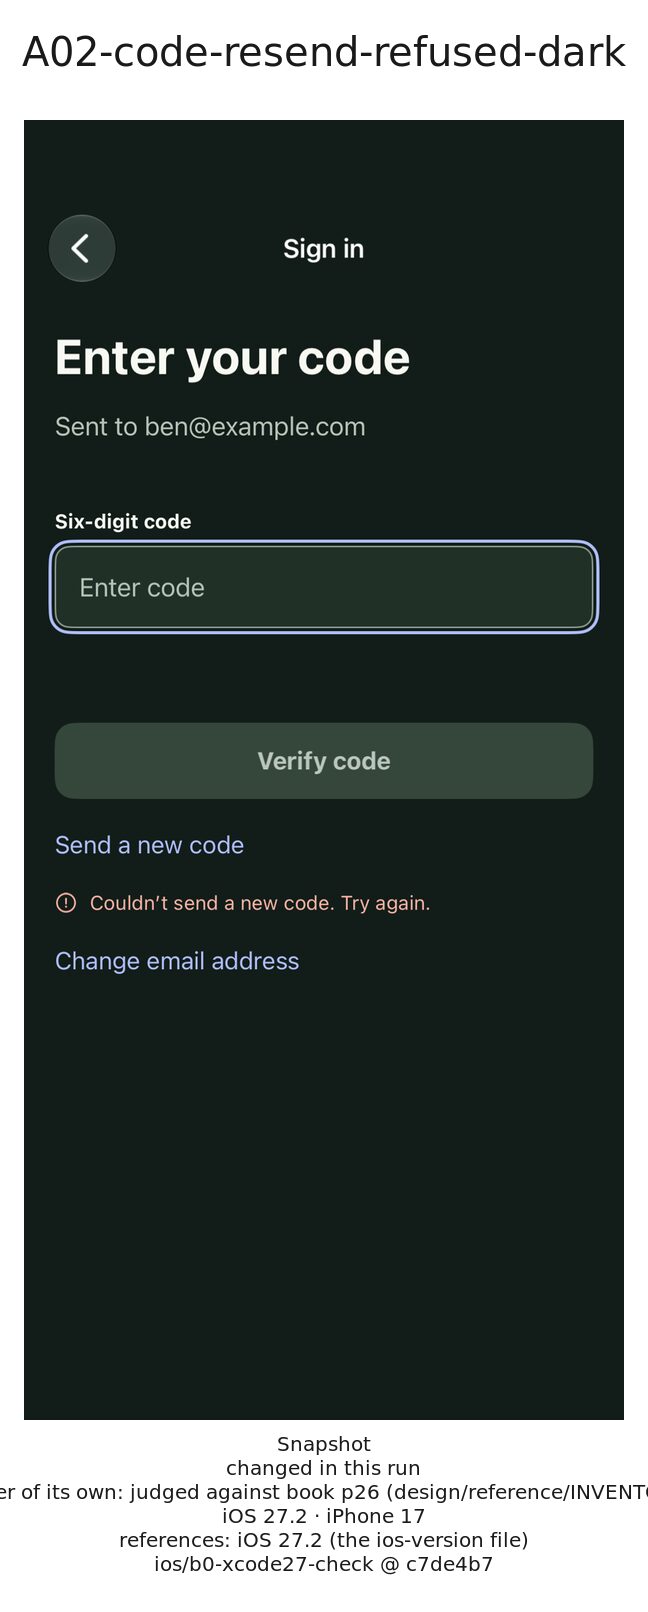 A02-code-resend-refused-dark
Sign in
Enter your code
Sent to ben@example.com
Six-digit code
Enter code
Verify code
Send a new code
Couldn’t send a new code. Try again.
Change email address
Snapshot
changed in this run
of its own: judged against book p26 (design/reference/
iOS 27.2 · iPhone 17
references: iOS 27.2 (the ios-version file)
ios/b0-xcode27-check @ c7de4b7